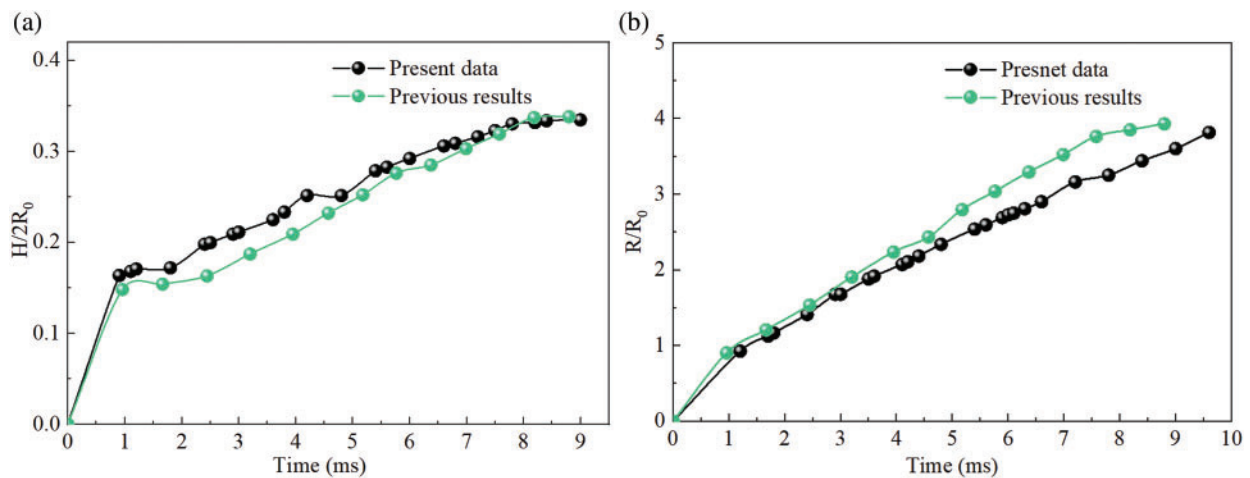 (a)
0.4
0.3
0.2
0.1
0.0
H/2R0
Present data
Previous results
0 1 2 3 4 5 6 7 8 9
Time (ms)
(b)
5
4
3
2
1
0
R/R0
Presnet data
Previous results
0 1 2 3 4 5 6 7 8 9 10
Time (ms)